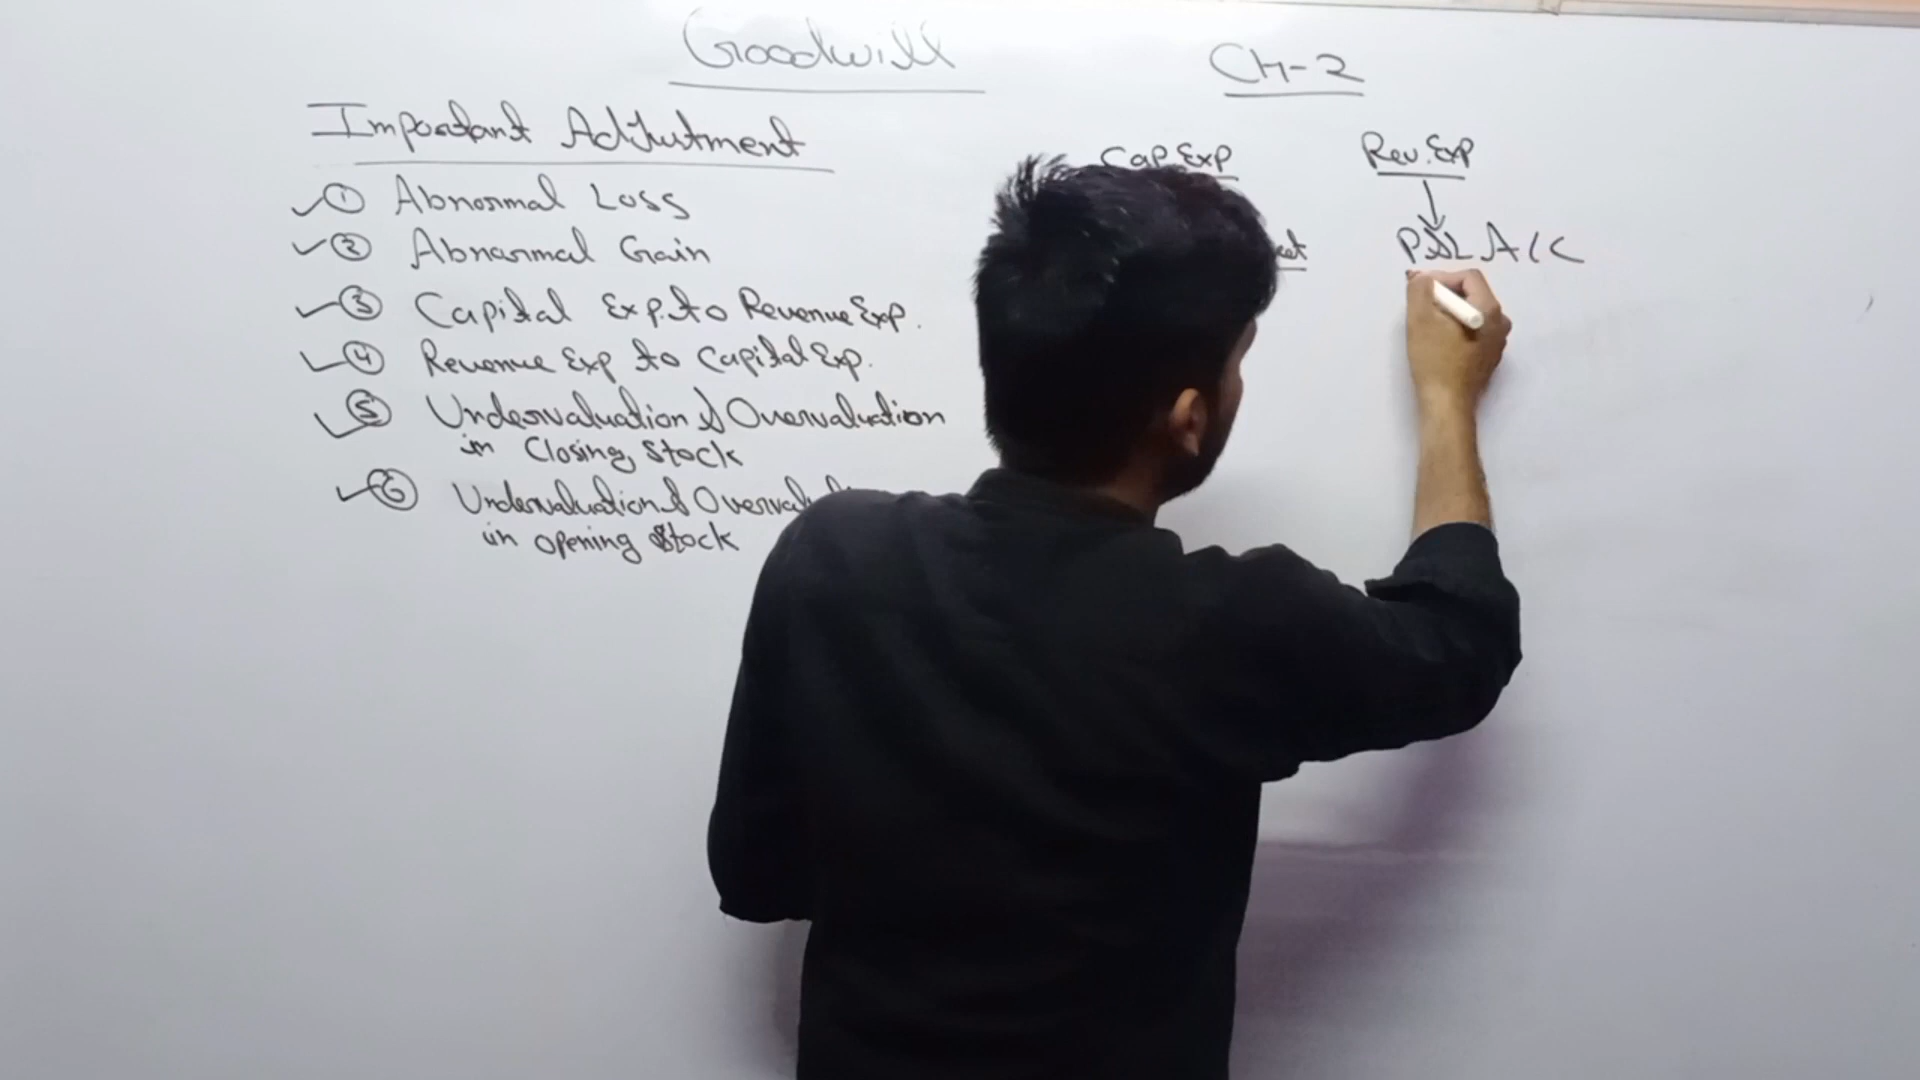 Goodwill
Ch-2
Important Adjustment
① Abnormal Loss
② Abnormal Gain
③ Capital Exp. to Revenue Exp.
④ Revenue Exp to Capital Exp.
⑤ Undervaluation & Overvaluation
in Closing Stock
⑥ Undervaluation &
in opening Stock
Cap Exp
Rev. Exp
P&L A/C